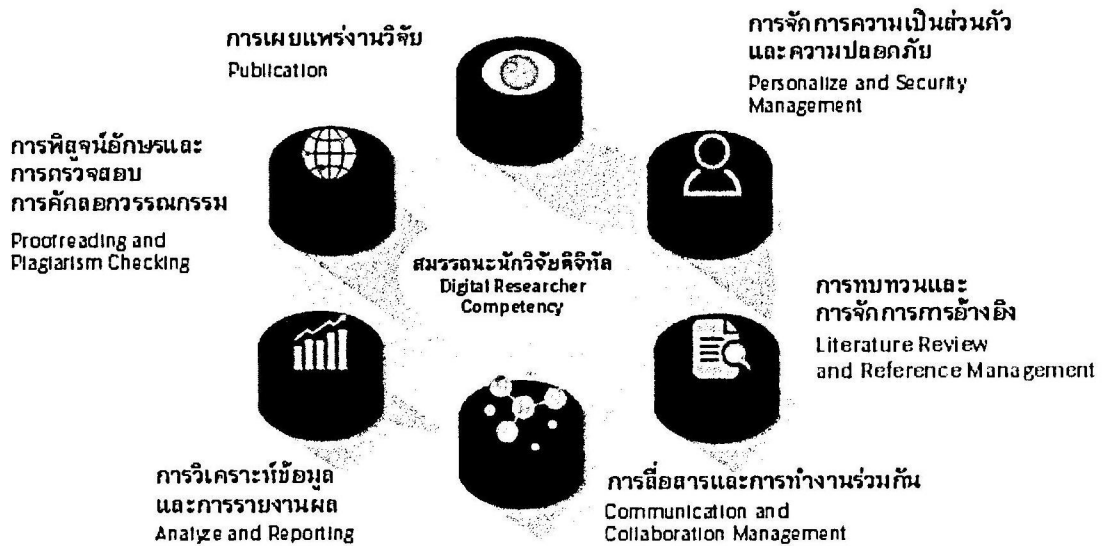 การเผยแพร่งานวิจัย
Publication
การจัดการความเป็นส่วนตัว
และความปลอดภัย
Personalize and Security
Management
การพิสูจน์อักษรและ
การตรวจสอบ
การคัดลอกวรรณกรรม
Proofreading and
Plagiarism Checking
สมรรถนะนักวิจัยดิจิทัล
Digital Researcher
Competency
การทบทวนและ
การจัดการการอ้างอิง
Literature Review
and Reference Management
การวิเคราะห์ข้อมูล
และการรายงานผล
Analyze and Reporting
การสื่อสารและการทำงานร่วมกัน
Communication and
Collaboration Management